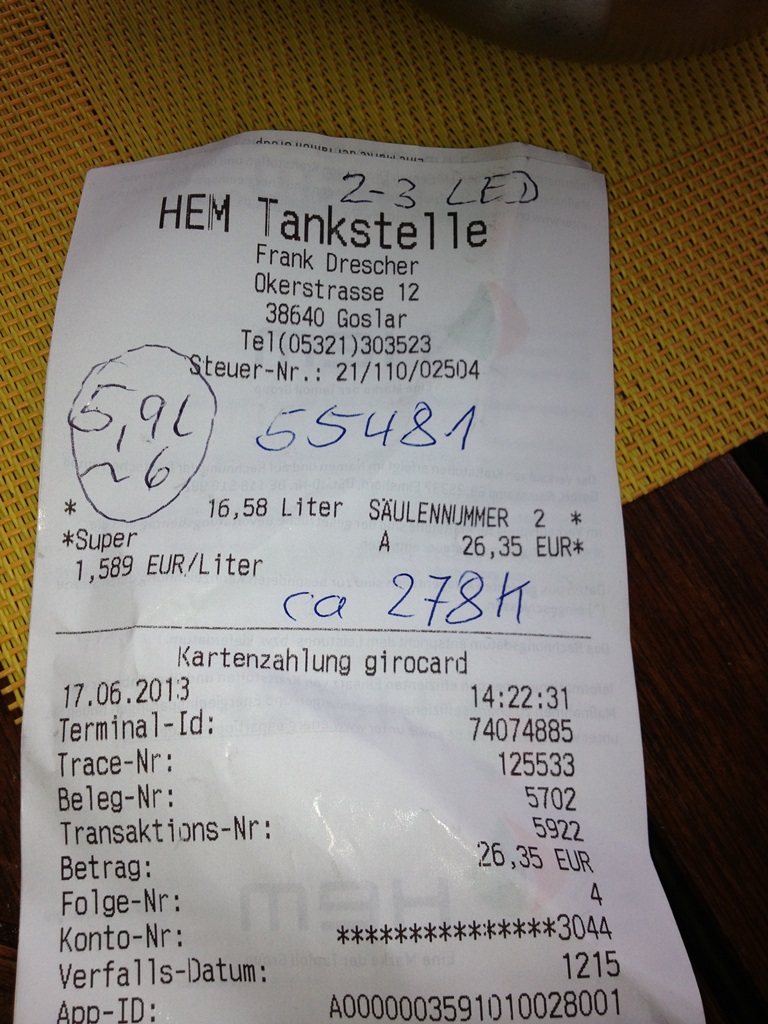 2-3 LED
HEM Tankstelle
Frank Drescher
Okerstrasse 12
38640 Goslar
Tel(05321)303523
Steuer-Nr.: 21/110/02504
5,9L
~6
55481
* 16,58 Liter SÄULENNUMMER 2 *
*Super A 26,35 EUR*
1,589 EUR/Liter
ca 278K
Kartenzahlung girocard
17.06.2013 14:22:31
Terminal-Id: 74074885
Trace-Nr: 125533
Beleg-Nr: 5702
Transaktions-Nr: 5922
Betrag: 26,35 EUR
Folge-Nr: 4
Konto-Nr: ***************3044
Verfalls-Datum: 1215
App-ID: A0000003591010028001